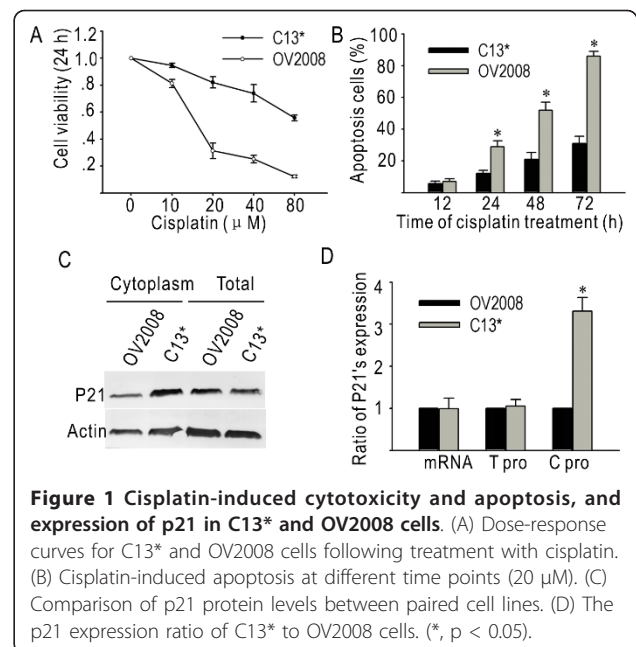 A
C13*
OV2008
Cell viability (24 h)
1.0
.8
.6
.4
.2
0 10 20 40 80
Cisplatin ( μ M)
B
C13*
OV2008
Apoptosis cells (%)
100
80
60
40
20
* * *
12 24 48 72
Time of cisplatin treatment (h)
C
Cytoplasm Total
OV2008 C13* OV2008 C13*
P21
Actin
D
OV2008
C13*
Ratio of P21's expression
4
3
2
1
*
mRNA T pro C pro
Figure 1 Cisplatin-induced cytotoxicity and apoptosis, and
expression of p21 in C13* and OV2008 cells. (A) Dose-response
curves for C13* and OV2008 cells following treatment with cisplatin.
(B) Cisplatin-induced apoptosis at different time points (20 μM). (C)
Comparison of p21 protein levels between paired cell lines. (D) The
p21 expression ratio of C13* to OV2008 cells. (*, p < 0.05).